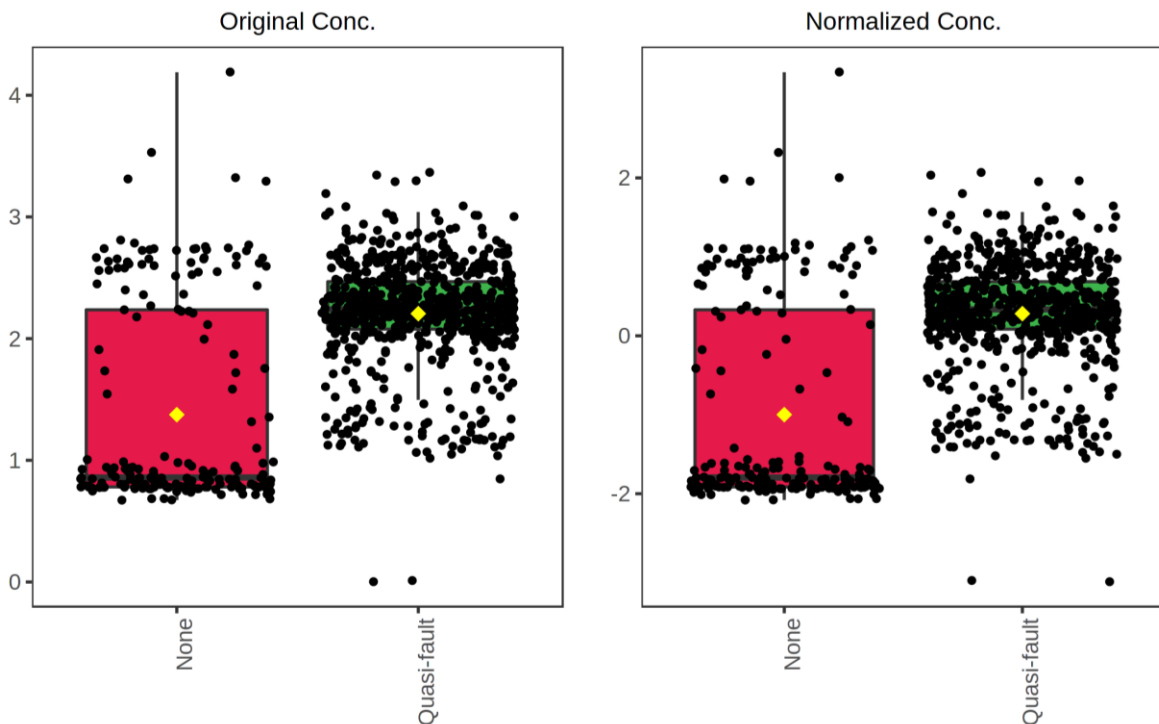 Original Conc.
4
3
2
1
0
None
Quasi-fault
Normalized Conc.
2
0
-2
None
Quasi-fault